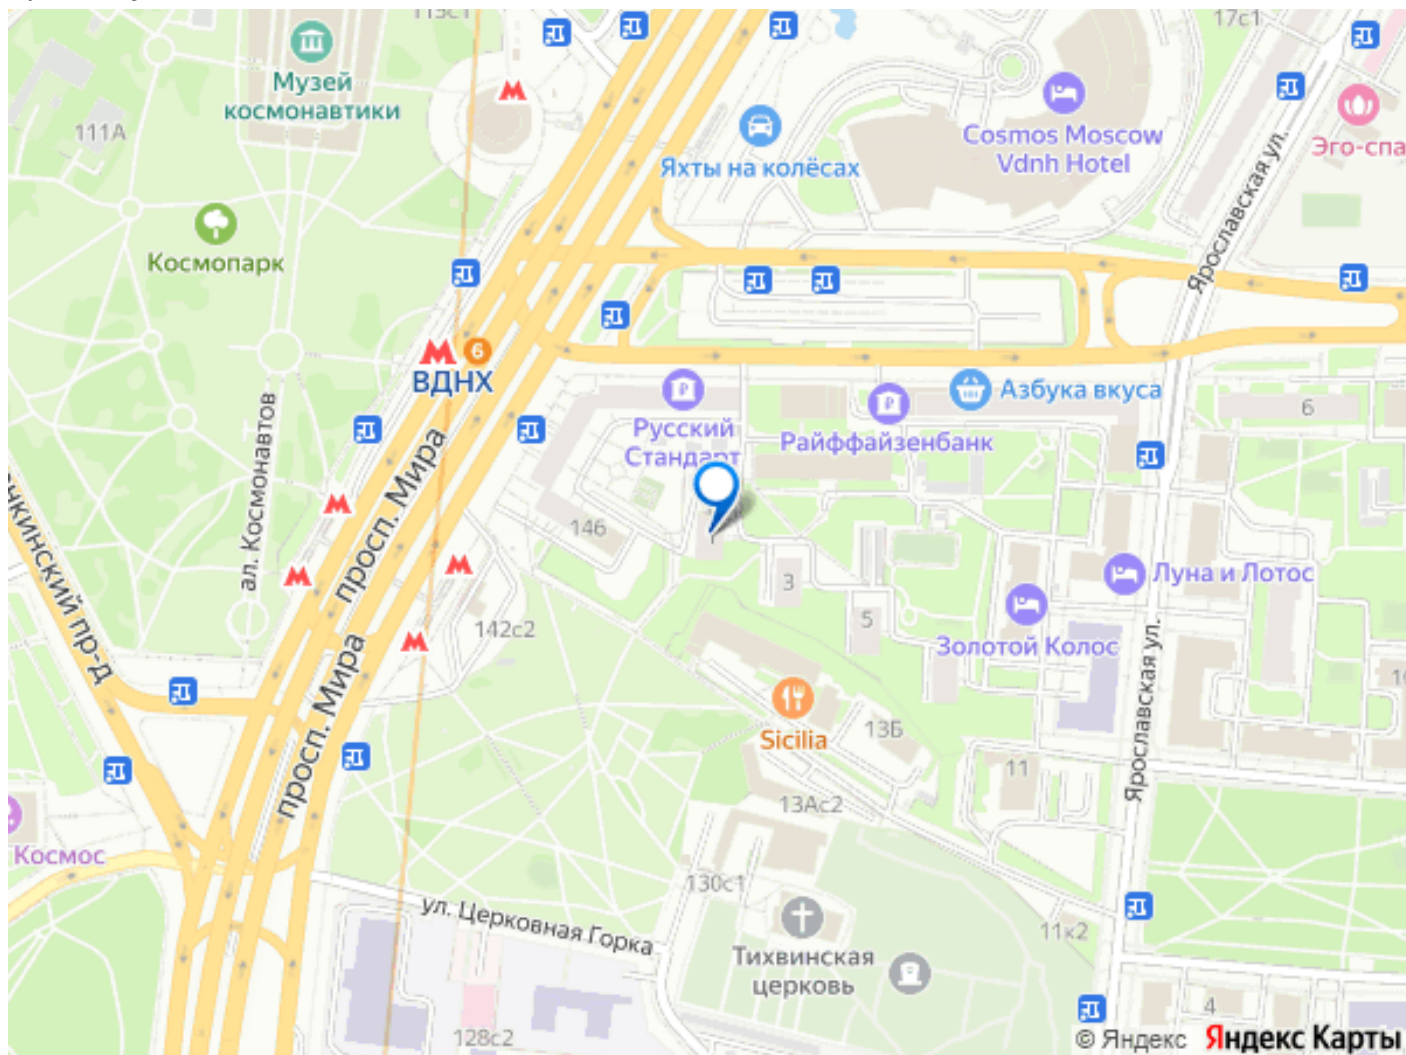 113с1
17с1
Музей
космонавтики
111А
Cosmos Moscow
Vdnh Hotel
Эго-спа
Яхты на колёсах
Ярославская ул.
Космопарк
6
ВДНХ
Русский
Стандарт
Райффайзенбанк
Азбука вкуса
6
ал. Космонавтов
просп. Мира
146
3
5
Луна и Лотос
Золотой Колос
142с2
просп. Мира
Sicilia
13Б
11
13Ас2
Ярославская ул.
Космос
130с1
ул. Церковная Горка
Тихвинская
церковь
11к2
4
128с2
© Яндекс Яндекс Карты